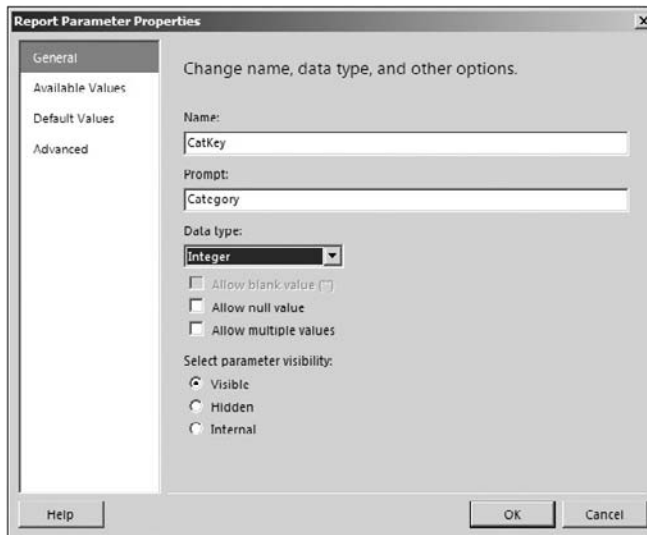 Report Parameter Properties
General
Available Values
Default Values
Advanced
Change name, data type, and other options.
Name:
CatKey
Prompt:
Category
Data type:
Integer
Allow blank value ("")
Allow null value
Allow multiple values
Select parameter visibility:
Visible
Hidden
Internal
Help
OK
Cancel